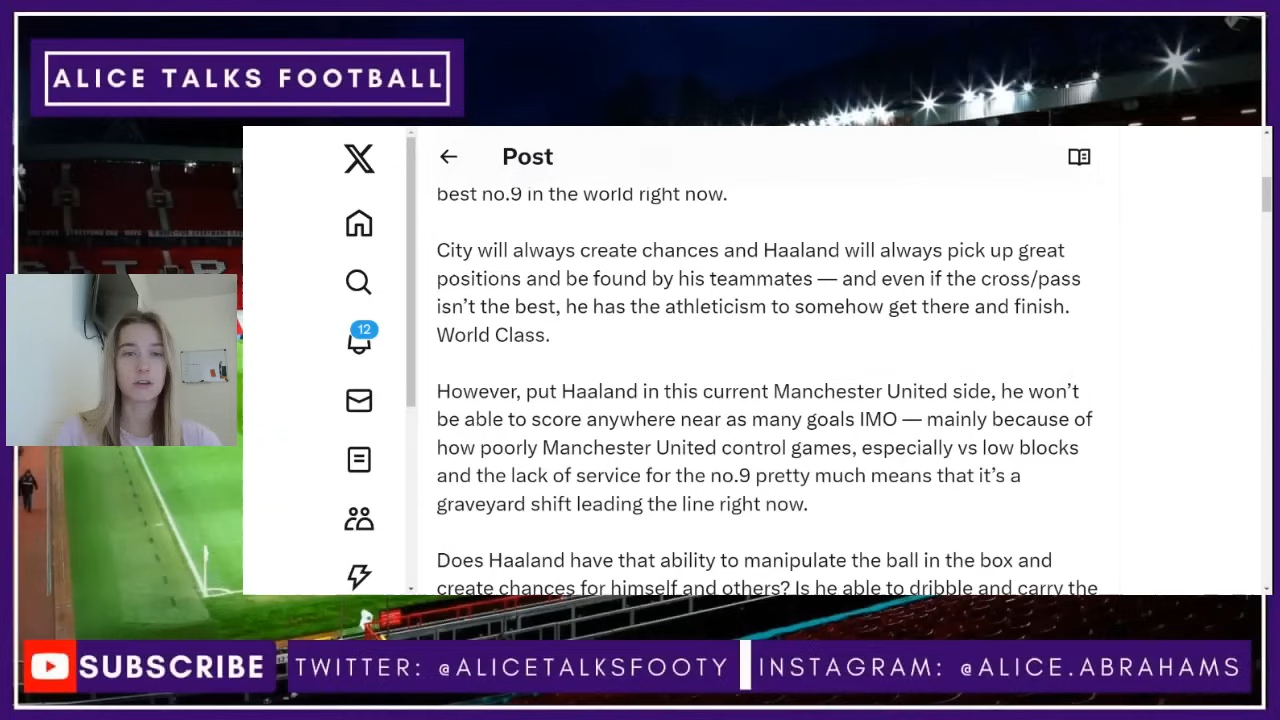 ALICE TALKS FOOTBALL
Post
best no.9 in the world right now.
City will always create chances and Haaland will always pick up great
positions and be found by his teammates — and even if the cross/pass
isn't the best, he has the athleticism to somehow get there and finish.
World Class.
12
However, put Haaland in this current Manchester United side, he won't
be able to score anywhere near as many goals IMO — mainly because of
how poorly Manchester United control games, especially vs low blocks
and the lack of service for the no.9 pretty much means that it's a
graveyard shift leading the line right now.
Does Haaland have that ability to manipulate the ball in the box and
create chances for himself and others? Is he able to dribble and carry the
SUBSCRIBE
TWITTER: @ALICETALKSFOOTY
INSTAGRAM: @ALICE.ABRAHAMS